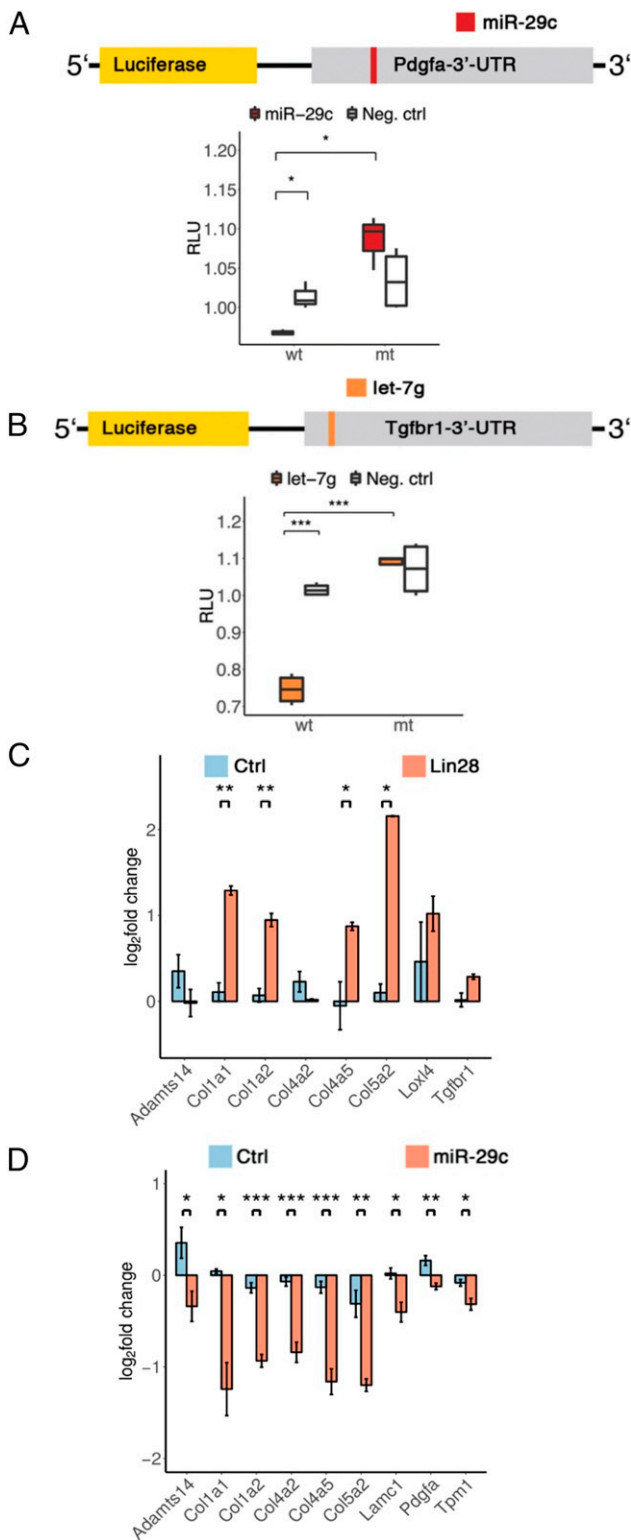 A
miR-29c
5‘ Luciferase Pdgfa-3’-UTR 3‘
miR−29c Neg. ctrl
1.20
1.15
1.10
1.05
1.00
RLU
*
*
wt mt
let-7g
B
5‘ Luciferase Tgfbr1-3’-UTR 3‘
let−7g Neg. ctrl
1.2
1.1
1.0
0.9
0.8
0.7
RLU
***
***
wt mt
C
Ctrl Lin28
** ** * *
2
1
0
log2fold change
Adamts14 Col1a1 Col1a2 Col4a2 Col4a5 Col5a2 Loxl4 Tgfbr1
D
Ctrl miR-29c
1
0
−1
−2
* * *** *** *** ** * ** *
log2fold change
Adamts14 Col1a1 Col1a2 Col4a2 Col4a5 Col5a2 Lamc1 Pdgfa Tpm1